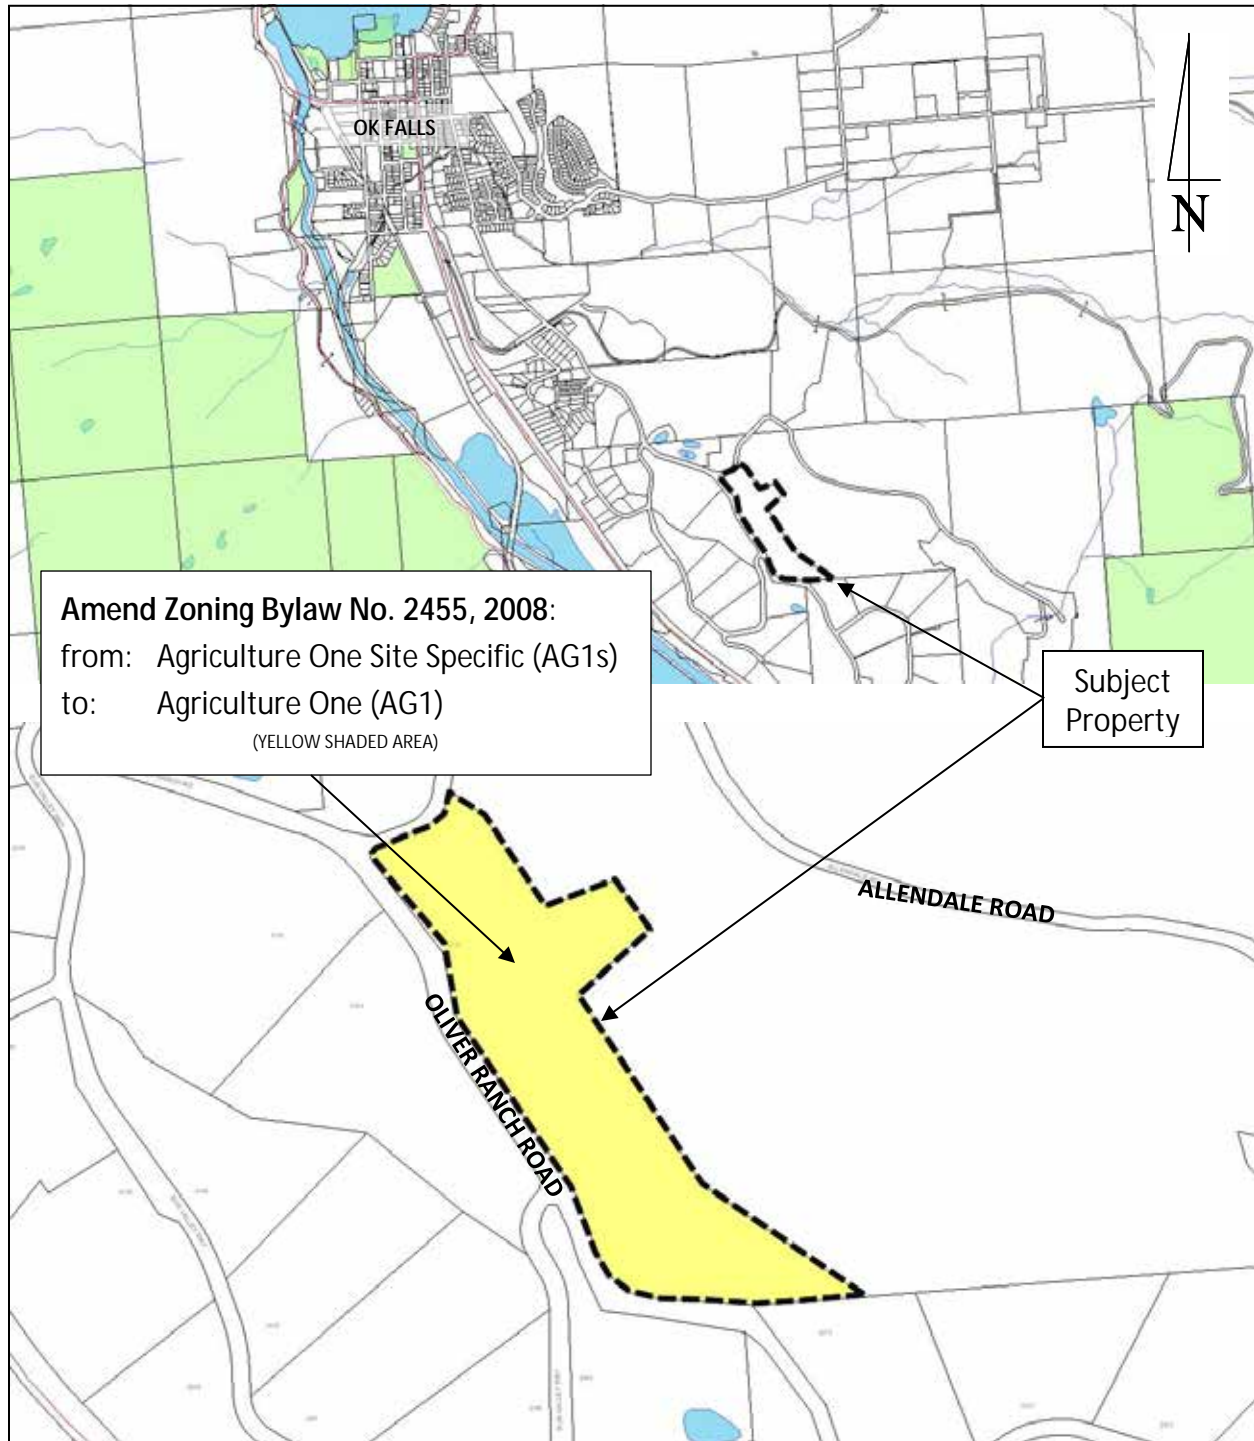 OK FALLS
N
Amend Zoning Bylaw No. 2455, 2008:
from: Agriculture One Site Specific (AG1s)
to: Agriculture One (AG1)
(YELLOW SHADED AREA)
Subject
Property
ALLENDALE ROAD
OLIVER RANCH ROAD